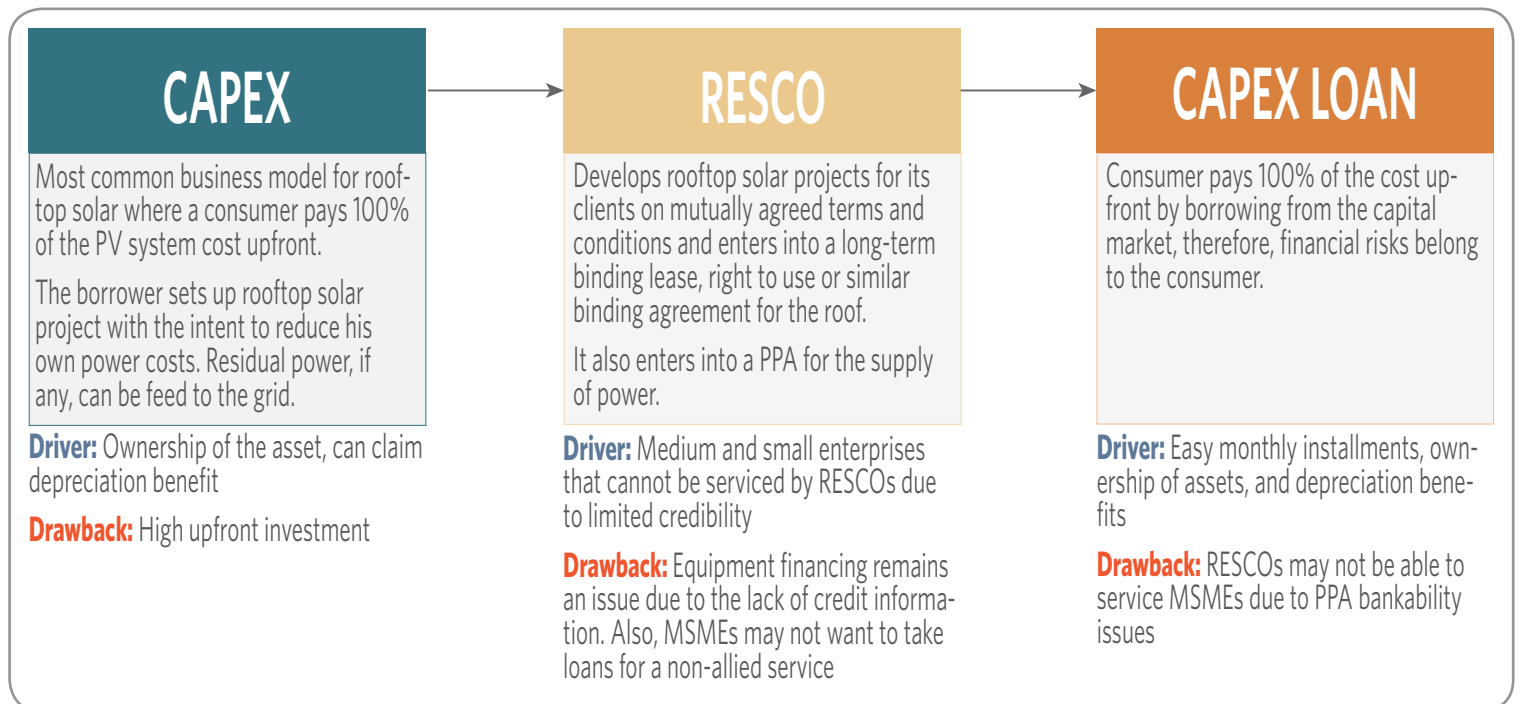 CAPEX
Most common business model for roof-
top solar where a consumer pays 100%
of the PV system cost upfront.
The borrower sets up rooftop solar
project with the intent to reduce his
own power costs. Residual power, if
any, can be feed to the grid.
Driver: Ownership of the asset, can claim
depreciation benefit
Drawback: High upfront investment
RESCO
Develops rooftop solar projects for its
clients on mutually agreed terms and
conditions and enters into a long-term
binding lease, right to use or similar
binding agreement for the roof.
It also enters into a PPA for the supply
of power.
Driver: Medium and small enterprises
that cannot be serviced by RESCOs due
to limited credibility
Drawback: Equipment financing remains
an issue due to the lack of credit informa-
tion. Also, MSMEs may not want to take
loans for a non-allied service
CAPEX LOAN
Consumer pays 100% of the cost up-
front by borrowing from the capital
market, therefore, financial risks belong
to the consumer.
Driver: Easy monthly installments, own-
ership of assets, and depreciation bene-
fits
Drawback: RESCOs may not be able to
service MSMEs due to PPA bankability
issues